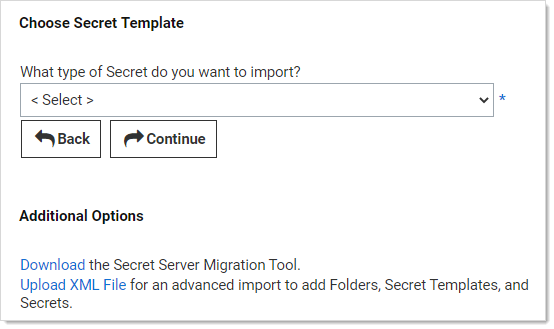 Choose Secret Template
What type of Secret do you want to import?
< Select > *
Back Continue
Additional Options
Download the Secret Server Migration Tool.
Upload XML File for an advanced import to add Folders, Secret Templates, and
Secrets.